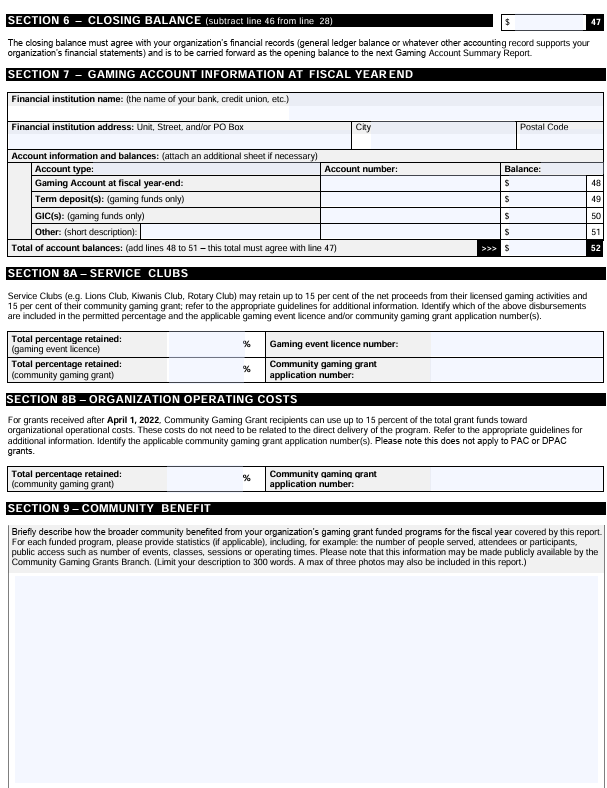 SECTION 6 – CLOSING BALANCE (subtract line 46 from line 28) $ 47
The closing balance must agree with your organization's financial records (general ledger balance or whatever other accounting record supports your
organization's financial statements) and is to be carried forward as the opening balance to the next Gaming Account Summary Report.
SECTION 7 – GAMING ACCOUNT INFORMATION AT FISCAL YEAR END
Financial institution name: (the name of your bank, credit union, etc.)
Financial institution address: Unit, Street, and/or PO Box City Postal Code
Account information and balances: (attach an additional sheet if necessary)
Account type: Account number: Balance:
Gaming Account at fiscal year-end: $ 48
Term deposit(s): (gaming funds only) $ 49
GIC(s): (gaming funds only) $ 50
Other: (short description): $ 51
Total of account balances: (add lines 48 to 51 – this total must agree with line 47) >>> $ 52
SECTION 8A – SERVICE CLUBS
Service Clubs (e.g. Lions Club, Kiwanis Club, Rotary Club) may retain up to 15 per cent of the net proceeds from their licensed gaming activities and
15 per cent of their community gaming grant; refer to the appropriate guidelines for additional information. Identify which of the above disbursements
are included in the permitted percentage and the applicable gaming event licence and/or community gaming grant application number(s).
Total percentage retained: % Gaming event licence number:
(gaming event licence)
Total percentage retained: % Community gaming grant
(community gaming grant) application number:
SECTION 8B – ORGANIZATION OPERATING COSTS
For grants received after April 1, 2022, Community Gaming Grant recipients can use up to 15 percent of the total grant funds toward
organizational operational costs. These costs do not need to be related to the direct delivery of the program. Refer to the appropriate guidelines for
additional information. Identify the applicable community gaming grant application number(s). Please note this does not apply to PAC or DPAC
grants.
Total percentage retained: % Community gaming grant
(community gaming grant) application number:
SECTION 9 – COMMUNITY BENEFIT
Briefly describe how the broader community benefited from your organization's gaming grant funded programs for the fiscal year covered by this report.
For each funded program, please provide statistics (if applicable), including, for example: the number of people served, attendees or participants,
public access such as number of events, classes, sessions or operating times. Please note that this information may be made publicly available by the
Community Gaming Grants Branch. (Limit your description to 300 words. A max of three photos may also be included in this report.)